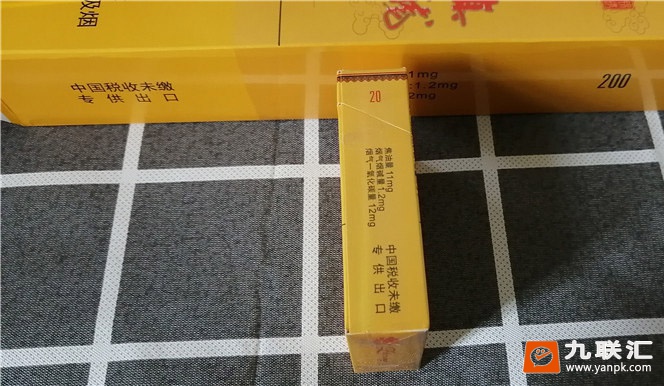 吸烟
中国税收未缴
专供出口
1mg
:1.2mg
2mg
200
20
焦油量 11mg
烟气烟碱量 1.2mg
烟气一氧化碳量 12mg
中国税收未缴
专供出口
九联汇
www.yanpk.com